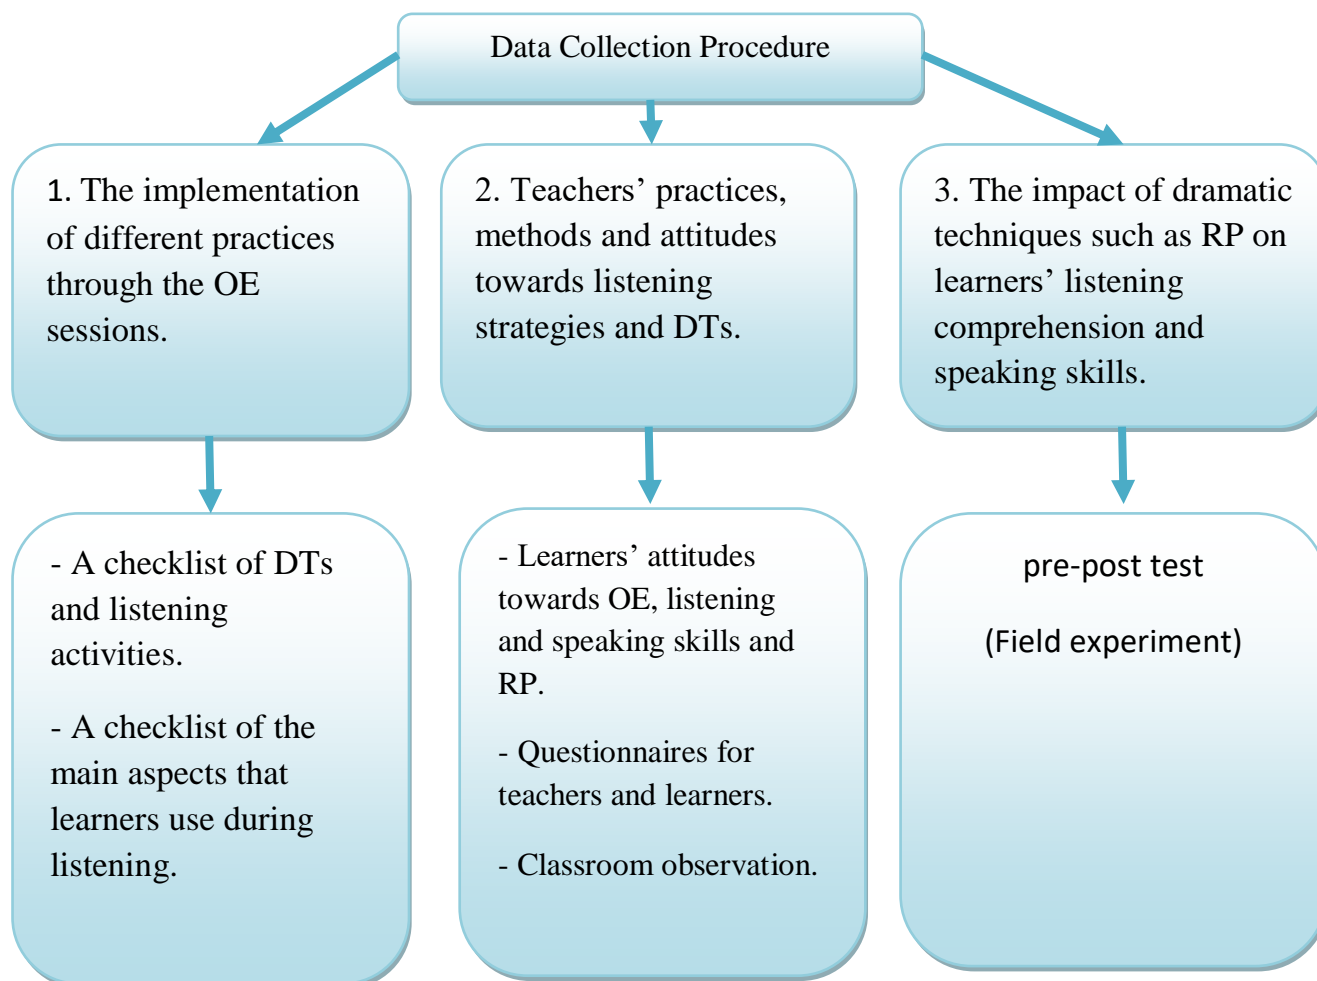 Data Collection Procedure
1. The implementation
of different practices
through the OE
sessions.
2. Teachers’ practices,
methods and attitudes
towards listening
strategies and DTs.
3. The impact of dramatic
techniques such as RP on
learners’ listening
comprehension and
speaking skills.
- A checklist of DTs
and listening
activities.
- A checklist of the
main aspects that
learners use during
listening.
- Learners’ attitudes
towards OE, listening
and speaking skills and
RP.
- Questionnaires for
teachers and learners.
- Classroom observation.
pre-post test
(Field experiment)